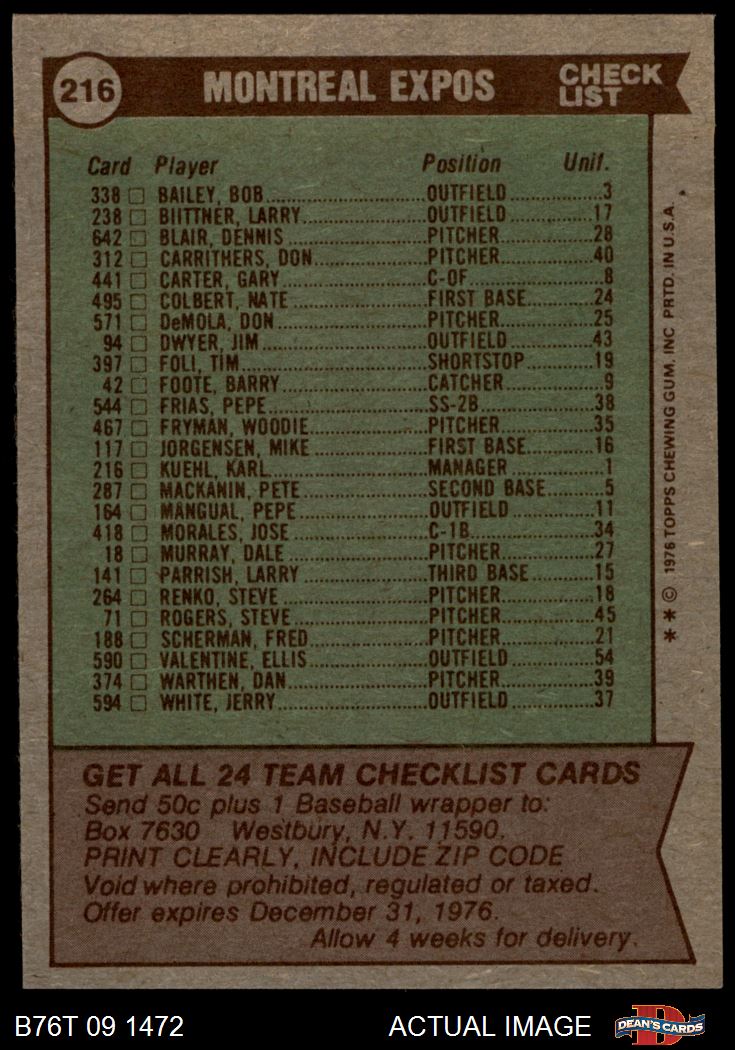 216 MONTREAL EXPOS CHECK LIST
Card Player Position Unif.
338 BAILEY, BOB OUTFIELD 3
238 BIITTNER, LARRY OUTFIELD 17
642 BLAIR, DENNIS PITCHER 28
312 CARRITHERS, DON PITCHER 40
441 CARTER, GARY C-OF 8
495 COLBERT, NATE FIRST BASE 24
571 DeMOLA, DON PITCHER 25
94 DWYER, JIM OUTFIELD 43
397 FOLI, TIM SHORTSTOP 19
42 FOOTE, BARRY CATCHER 9
544 FRIAS, PEPE SS-2B 38
467 FRYMAN, WOODIE PITCHER 35
117 JORGENSEN, MIKE FIRST BASE 16
216 KUEHL, KARL MANAGER 1
287 MACKANIN, PETE SECOND BASE 5
164 MANGUAL, PEPE OUTFIELD 11
418 MORALES, JOSE C-1B 34
18 MURRAY, DALE PITCHER 27
141 PARRISH, LARRY THIRD BASE 15
264 RENKO, STEVE PITCHER 18
71 ROGERS, STEVE PITCHER 45
188 SCHERMAN, FRED PITCHER 21
590 VALENTINE, ELLIS OUTFIELD 54
374 WARTHEN, DAN PITCHER 39
594 WHITE, JERRY OUTFIELD 37
* * © 1976 TOPPS CHEWING GUM, INC PRTD. IN U.S.A.
GET ALL 24 TEAM CHECKLIST CARDS
Send 50c plus 1 Baseball wrapper to:
Box 7630 Westbury, N.Y. 11590.
PRINT CLEARLY, INCLUDE ZIP CODE
Void where prohibited, regulated or taxed.
Offer expires December 31, 1976.
Allow 4 weeks for delivery.
B76T 09 1472 ACTUAL IMAGE DEAN'S CARDS